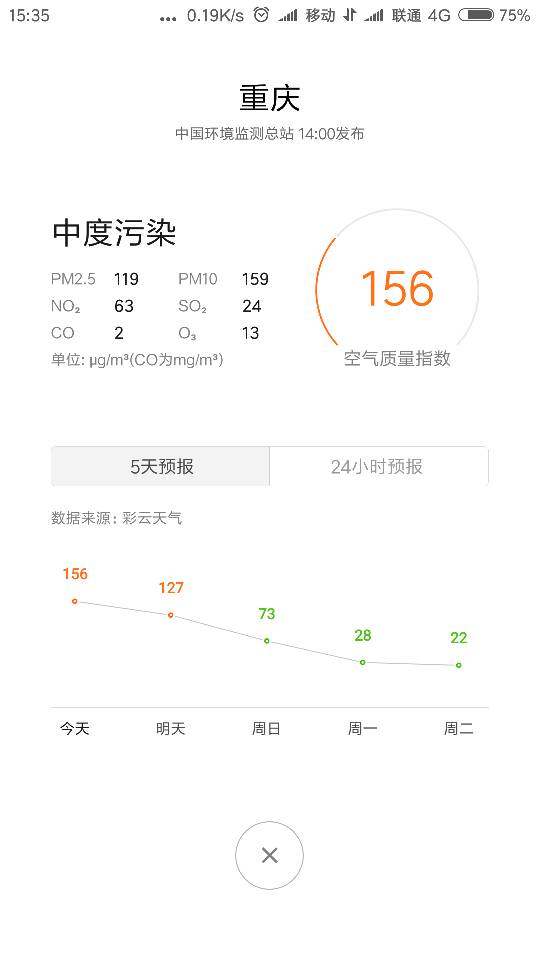 15:35 ... 0.19K/s 移动 联通 4G 75%
重庆
中国环境监测总站 14:00发布
中度污染
PM2.5 119 PM10 159
NO₂ 63 SO₂ 24
CO 2 O₃ 13
单位: μg/m³(CO为mg/m³)
156
空气质量指数
5天预报 24小时预报
数据来源: 彩云天气
156 127 73 28 22
今天 明天 周日 周一 周二